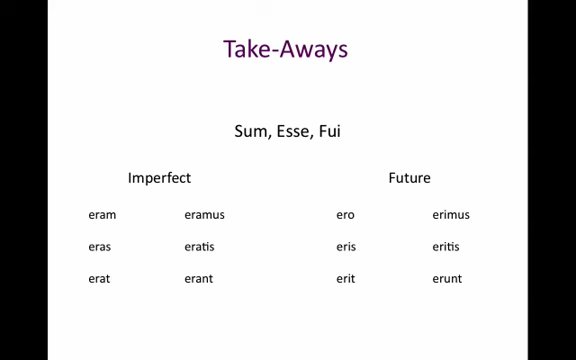 Take-Aways
Sum, Esse, Fui
Imperfect Future
eram eramus ero erimus
eras eratis eris eritis
erat erant erit erunt